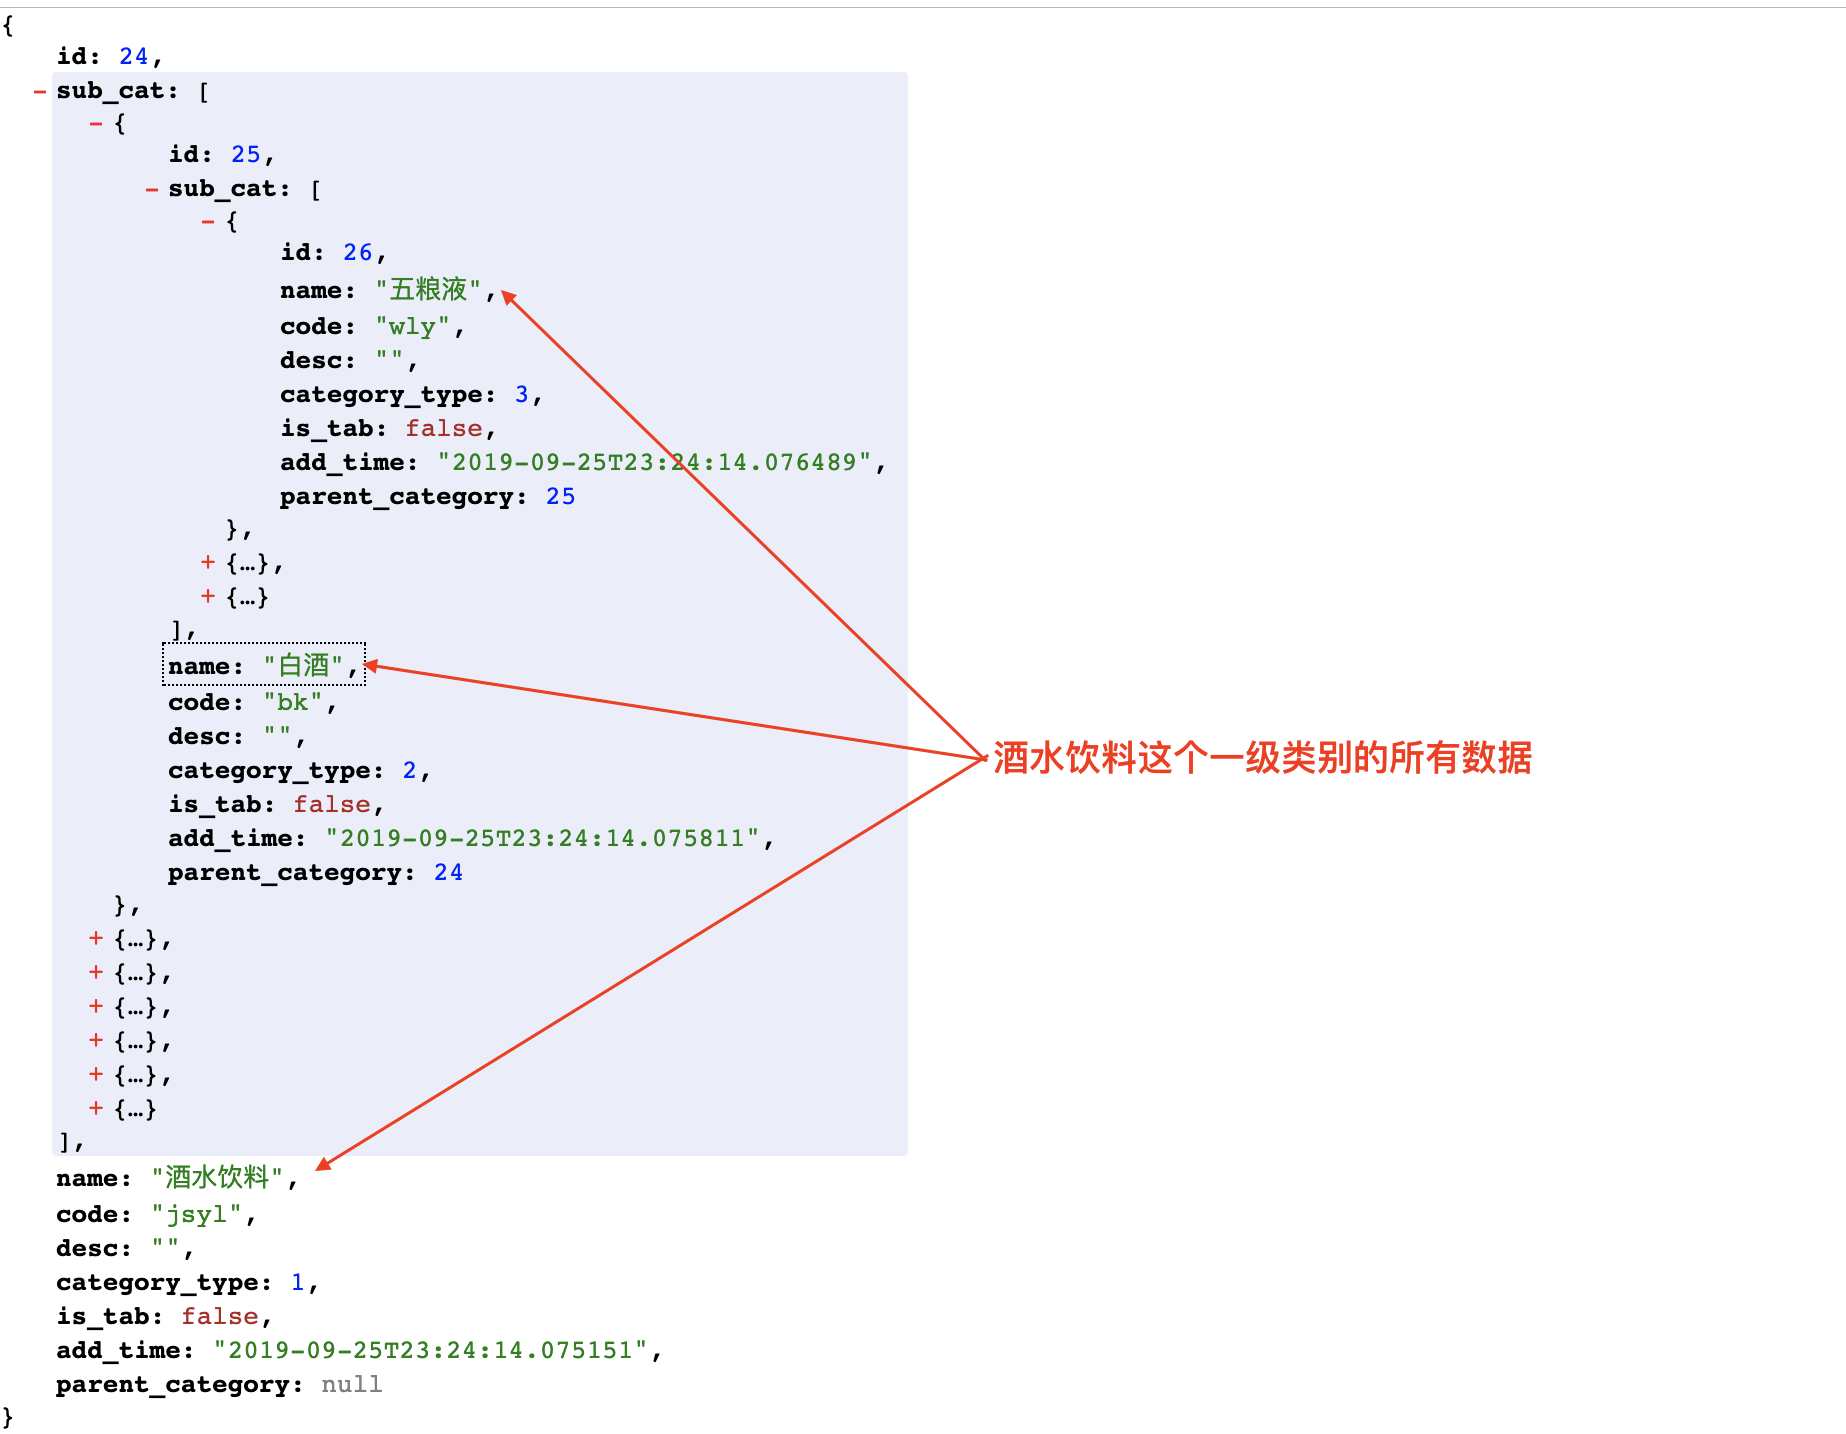 {
id: 24,
- sub_cat: [
- {
id: 25,
- sub_cat: [
- {
id: 26,
name: "五粮液",
code: "wly",
desc: "",
category_type: 3,
is_tab: false,
add_time: "2019-09-25T23:24:14.076489",
parent_category: 25
},
+ {…},
+ {…}
],
name: "白酒",
code: "bk",
desc: "",
酒水饮料这个一级类别的所有数据
category_type: 2,
is_tab: false,
add_time: "2019-09-25T23:24:14.075811",
parent_category: 24
},
+ {…},
+ {…},
+ {…},
+ {…},
+ {…},
+ {…}
],
name: "酒水饮料",
code: "jsyl",
desc: "",
category_type: 1,
is_tab: false,
add_time: "2019-09-25T23:24:14.075151",
parent_category: null
}